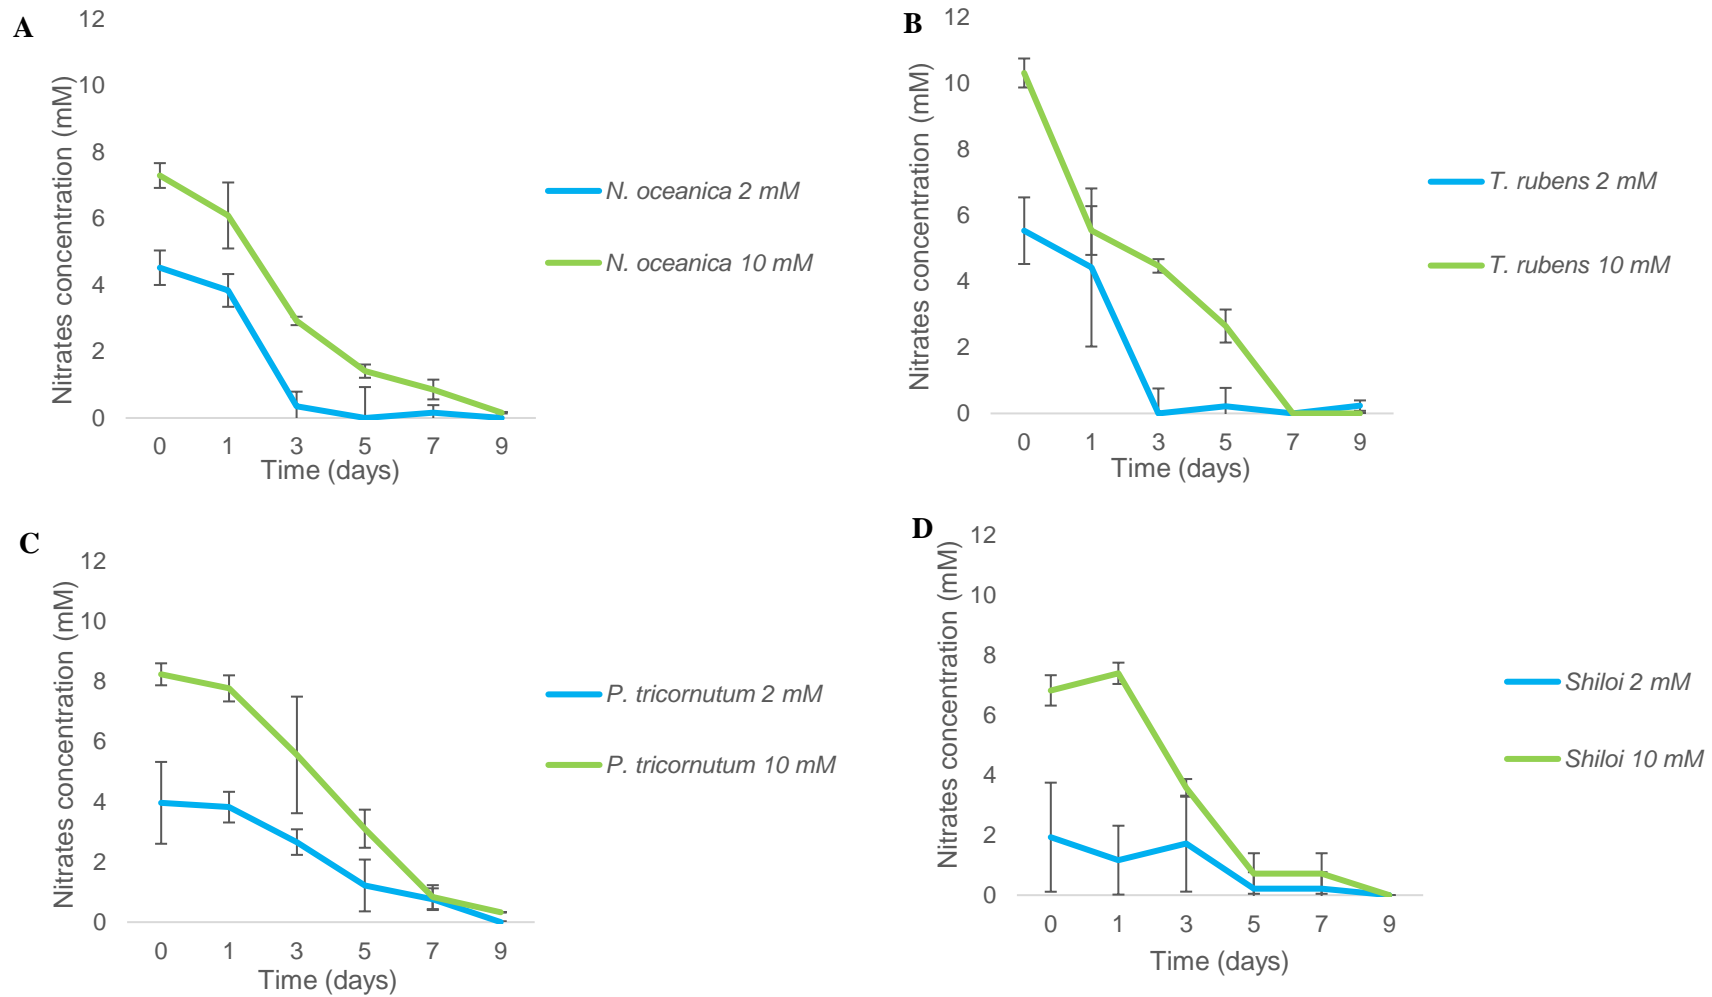 A
12
10
8
6
4
2
0
Nitrates concentration (mM)
0 1 3 5 7 9
Time (days)
N. oceanica 2 mM
N. oceanica 10 mM
B
12
10
8
6
4
2
0
Nitrates concentration (mM)
0 1 3 5 7 9
Time (days)
T. rubens 2 mM
T. rubens 10 mM
C
12
10
8
6
4
2
0
Nitrates concentration (mM)
0 1 3 5 7 9
Time (days)
P. tricornutum 2 mM
P. tricornutum 10 mM
D
12
10
8
6
4
2
0
Nitrates concentration (mM)
0 1 3 5 7 9
Time (days)
Shiloi 2 mM
Shiloi 10 mM